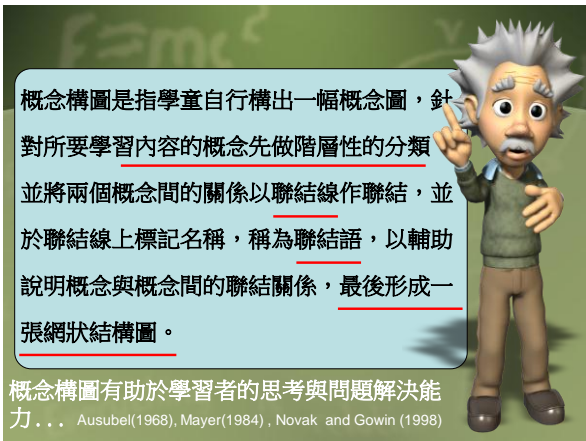 F=mc²
概念構圖是指學童自行構出一幅概念圖，針
對所要學習內容的概念先做階層性的分類
並將兩個概念間的關係以聯結線作聯結，並
於聯結線上標記名稱，稱為聯結語，以輔助
說明概念與概念間的聯結關係，最後形成一
張網狀結構圖。
概念構圖有助於學習者的思考與問題解決能
力... Ausubel(1968), Mayer(1984) , Novak and Gowin (1998)